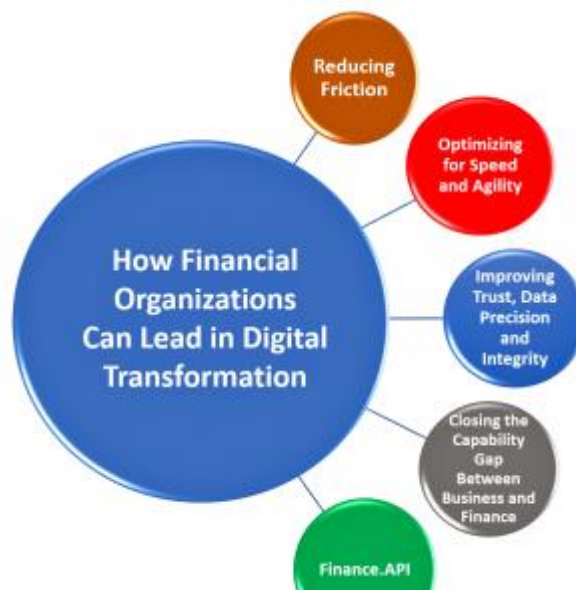 Reducing
Friction
Optimizing
for Speed
and Agility
How Financial
Organizations
Can Lead in Digital
Transformation
Improving
Trust, Data
Precision
and
Integrity
Closing the
Capability
Gap
Between
Business and
Finance
Finance.API